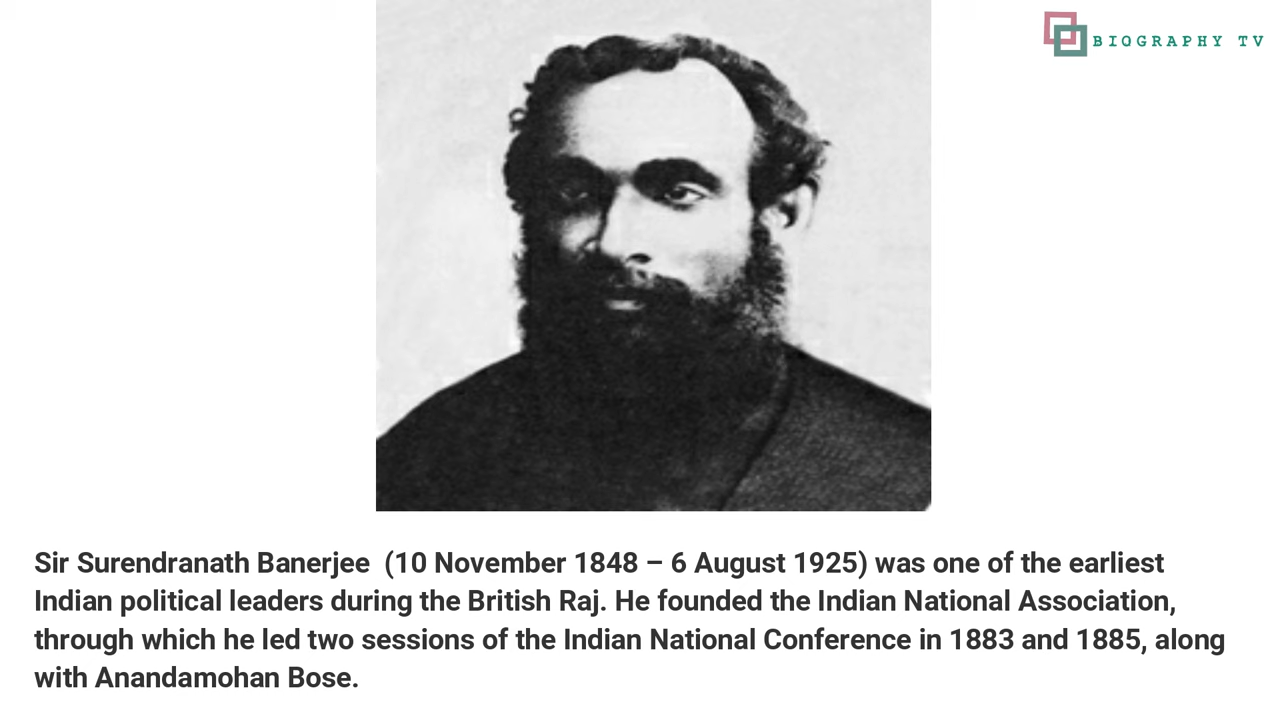 BIOGRAPHY TV
Sir Surendranath Banerjee  (10 November 1848 – 6 August 1925) was one of the earliest
Indian political leaders during the British Raj. He founded the Indian National Association,
through which he led two sessions of the Indian National Conference in 1883 and 1885, along
with Anandamohan Bose.